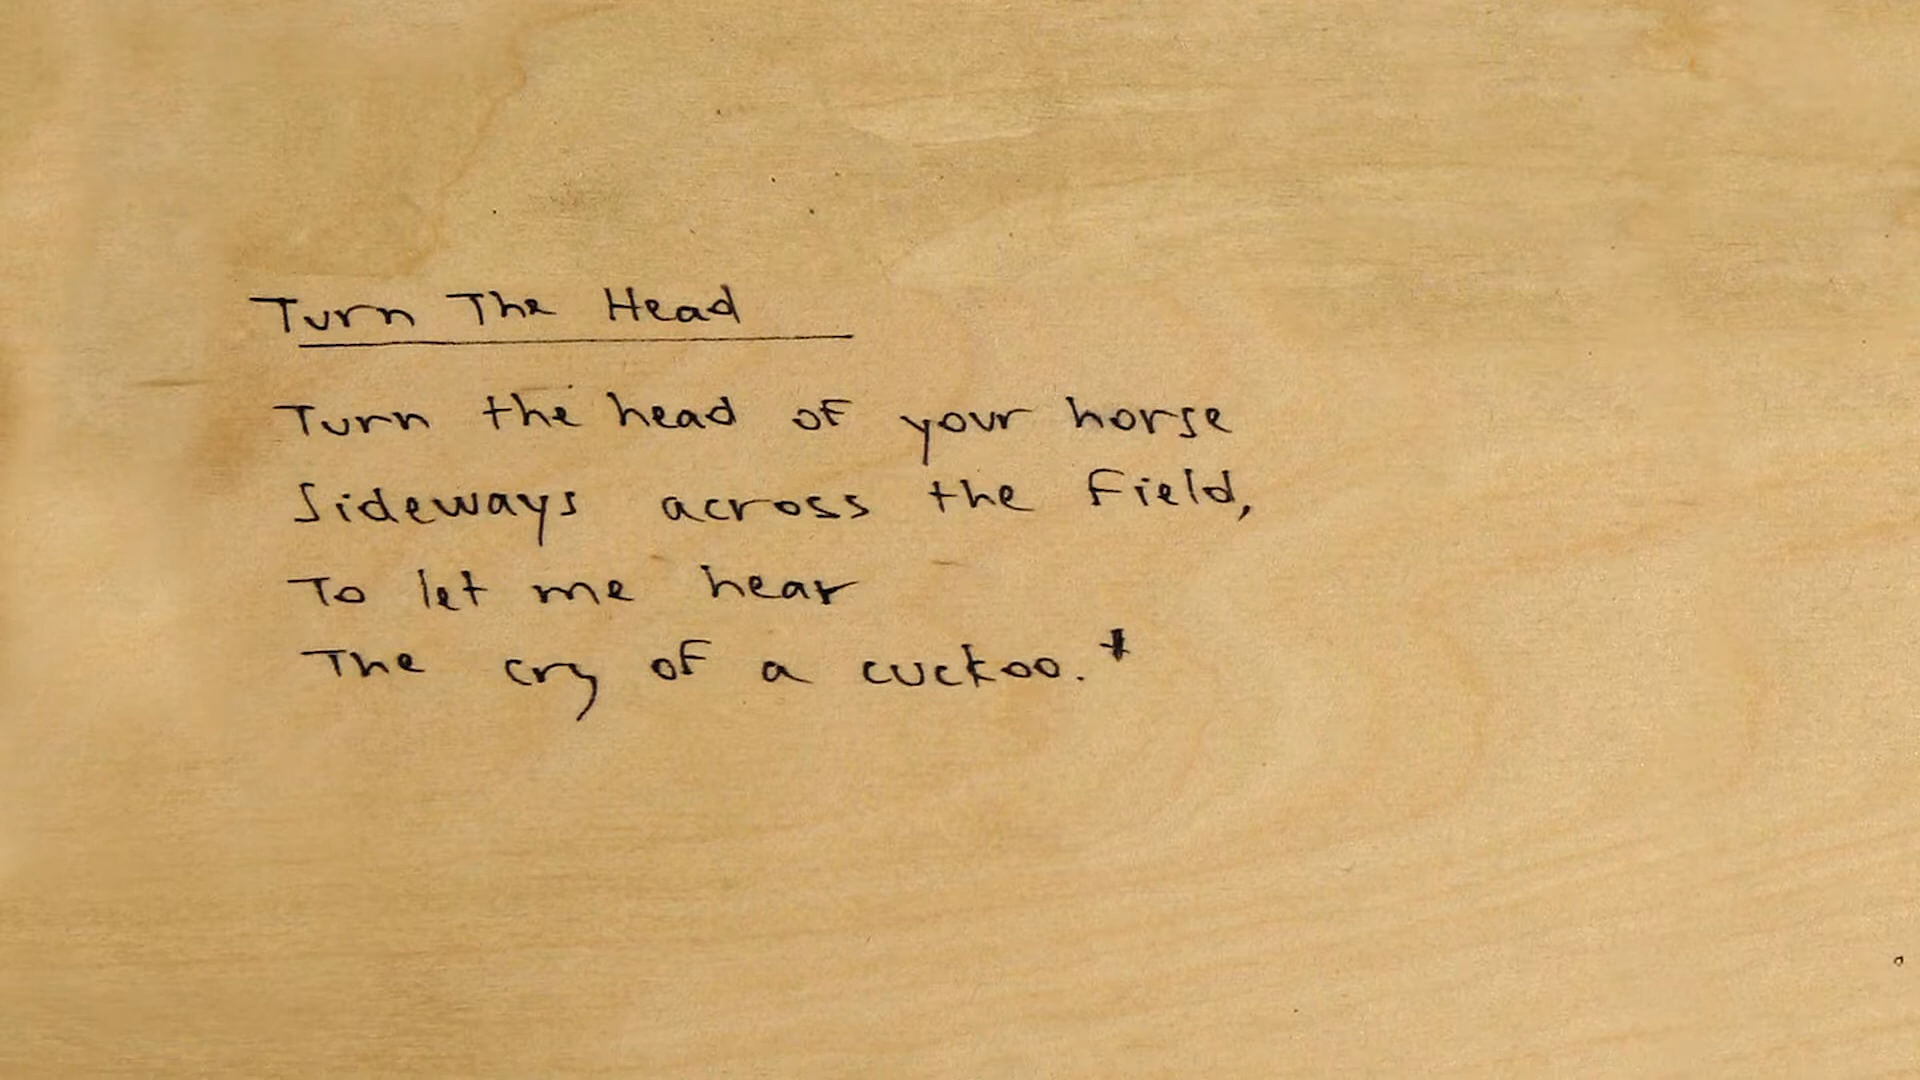 Turn The Head
Turn the head of your horse
Sideways across the field,
To let me hear
The cry of a cuckoo.*